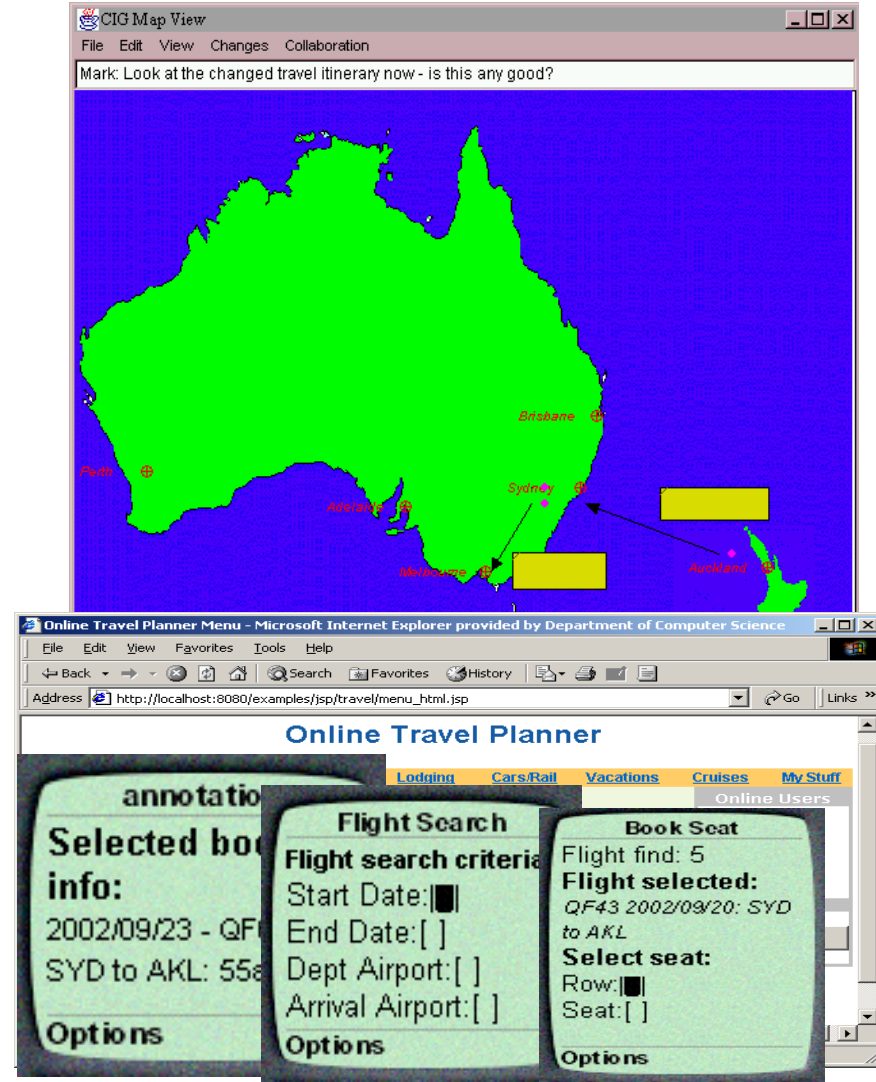 CIG Map View
File Edit View Changes Collaboration
Mark: Look at the changed travel itinerary now - is this any good?
Brisbane
Perth
Sydney
Adelaide
Melbourne
Auckland
Online Travel Planner Menu - Microsoft Internet Explorer provided by Department of Computer Science
File Edit View Favorites Tools Help
Back Search Favorites History
Address http://localhost:8080/examples/jsp/travel/menu_html.jsp Go Links »
Online Travel Planner
Lodging Cars/Rail Vacations Cruises My Stuff
Online Users
annotatio
Selected boo
info:
2002/09/23 - QF
SYD to AKL: 55a
Options
Flight Search
Flight search criteria
Start Date:[ ]
End Date:[ ]
Dept Airport:[ ]
Arrival Airport:[ ]
Options
Book Seat
Flight find: 5
Flight selected:
QF43 2002/09/20: SYD
to AKL
Select seat:
Row:[ ]
Seat:[ ]
Options